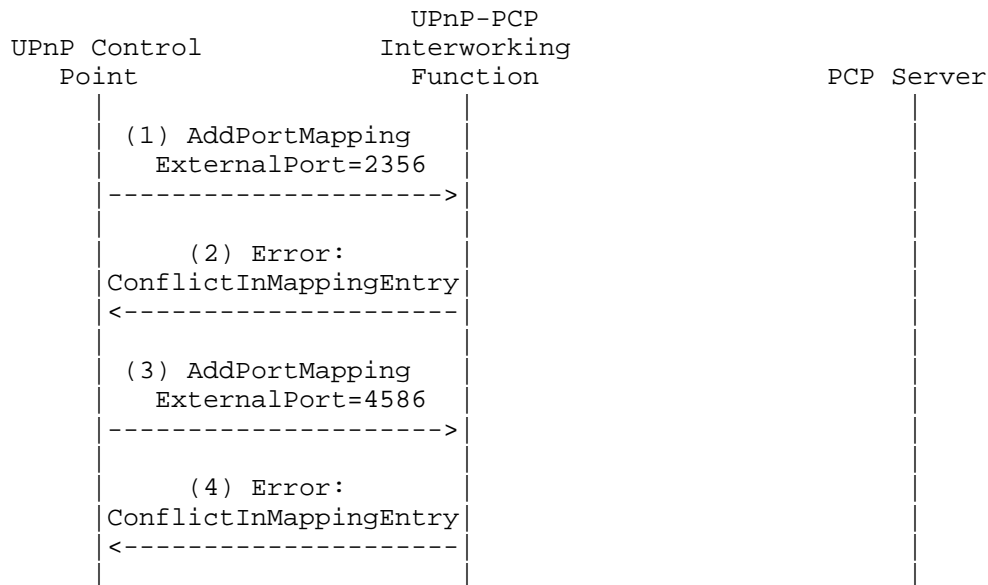 UPnP-PCP
UPnP Control                Interworking
   Point                      Function                  PCP Server
(1) AddPortMapping
ExternalPort=2356
---------------------->
(2) Error:
ConflictInMappingEntry
<----------------------
(3) AddPortMapping
ExternalPort=4586
---------------------->
(4) Error:
ConflictInMappingEntry
<----------------------